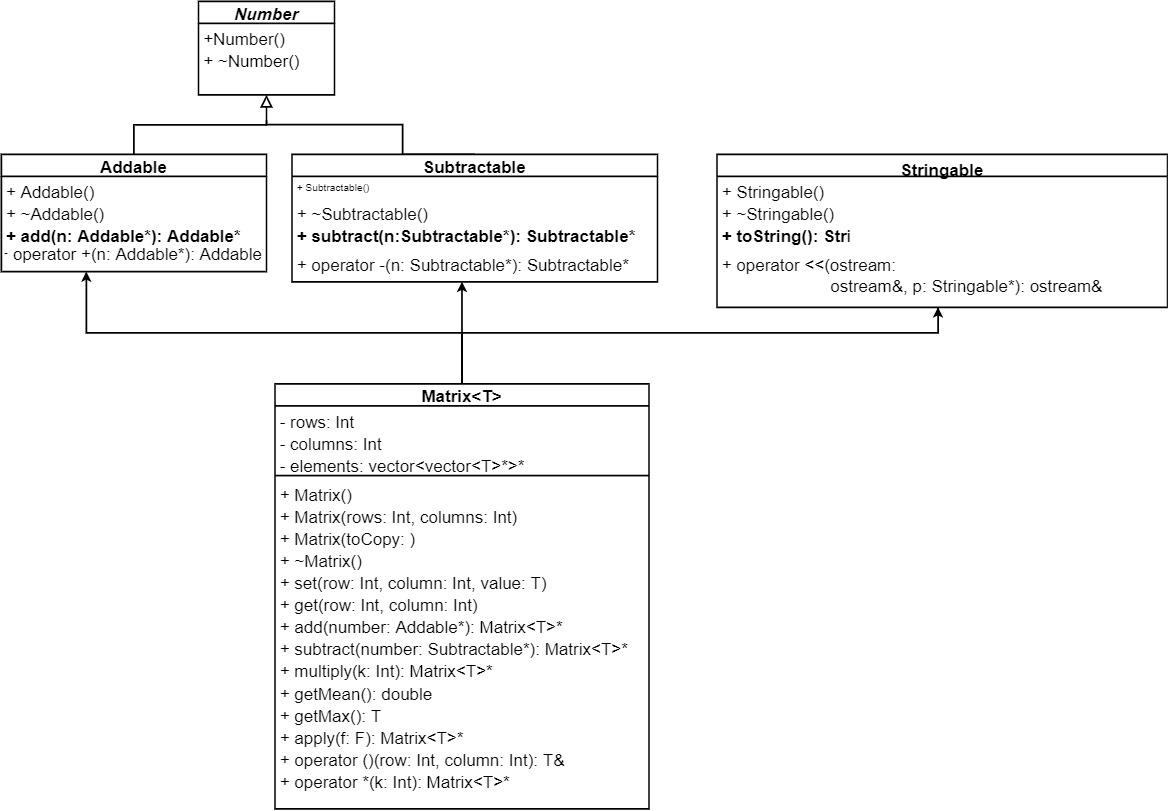 Number
+Number()
+ ~Number()
Addable
+ Addable()
+ ~Addable()
+ add(n: Addable*): Addable*
- operator +(n: Addable*): Addable
Subtractable
+ Subtractable()
+ ~Subtractable()
+ subtract(n:Subtractable*): Subtractable*
+ operator -(n: Subtractable*): Subtractable*
Stringable
+ Stringable()
+ ~Stringable()
+ toString(): Stri
+ operator <<(ostream:
ostream&, p: Stringable*): ostream&
Matrix<T>
- rows: Int
- columns: Int
- elements: vector<vector<T>*>*
+ Matrix()
+ Matrix(rows: Int, columns: Int)
+ Matrix(toCopy: )
+ ~Matrix()
+ set(row: Int, column: Int, value: T)
+ get(row: Int, column: Int)
+ add(number: Addable*): Matrix<T>*
+ subtract(number: Subtractable*): Matrix<T>*
+ multiply(k: Int): Matrix<T>*
+ getMean(): double
+ getMax(): T
+ apply(f: F): Matrix<T>*
+ operator ()(row: Int, column: Int): T&
+ operator *(k: Int): Matrix<T>*